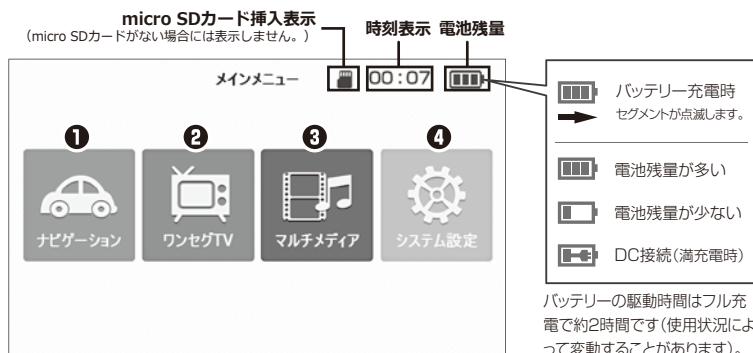 micro SDカード挿入表示
（micro SDカードがない場合には表示しません。）
時刻表示 電池残量
メインメニュー 00:07
❶ ❷ ❸ ❹
ナビゲーション ワンセグTV マルチメディア システム設定
バッテリー充電時
セグメントが点滅します。
電池残量が多い
電池残量が少ない
DC接続（満充電時）
バッテリーの駆動時間はフル充
電で約2時間です（使用状況によ
って変動することがあります）。